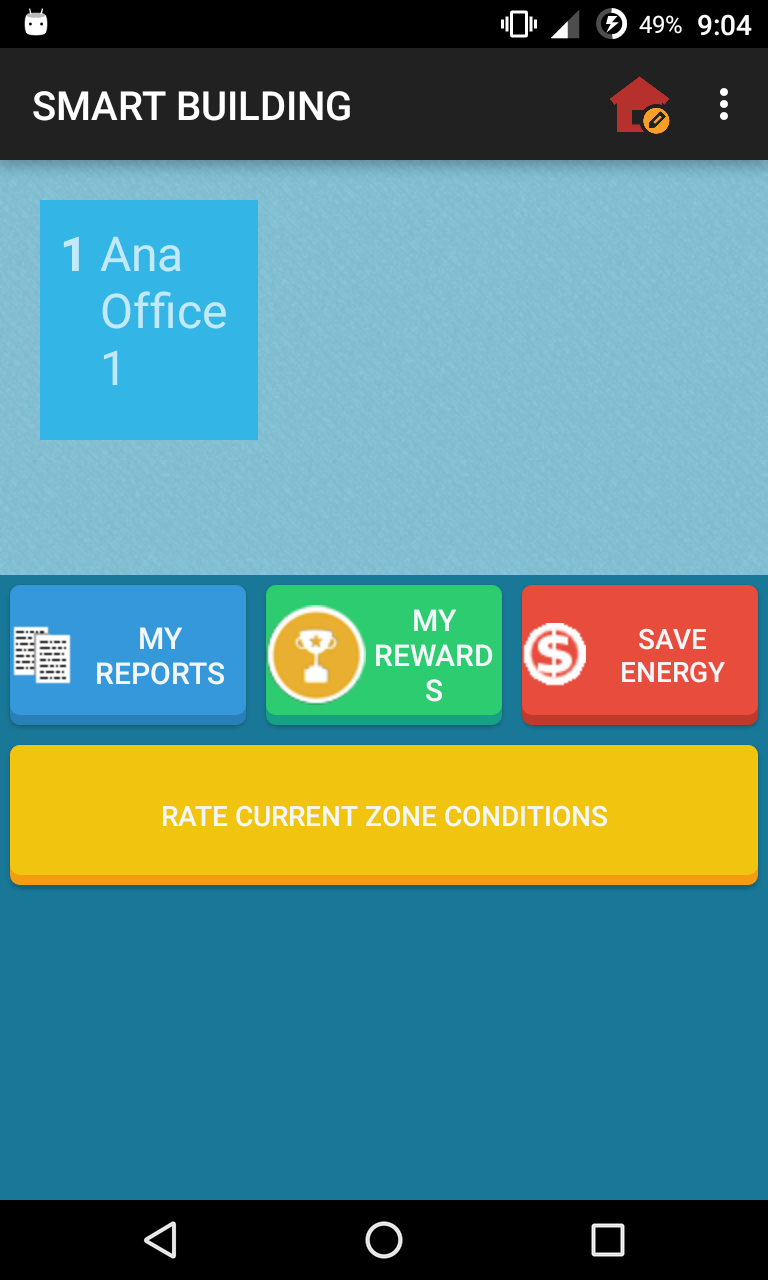 49% 9:04
SMART BUILDING
1 Ana
Office
1
MY
REPORTS
MY
REWARD
S
SAVE
ENERGY
RATE CURRENT ZONE CONDITIONS